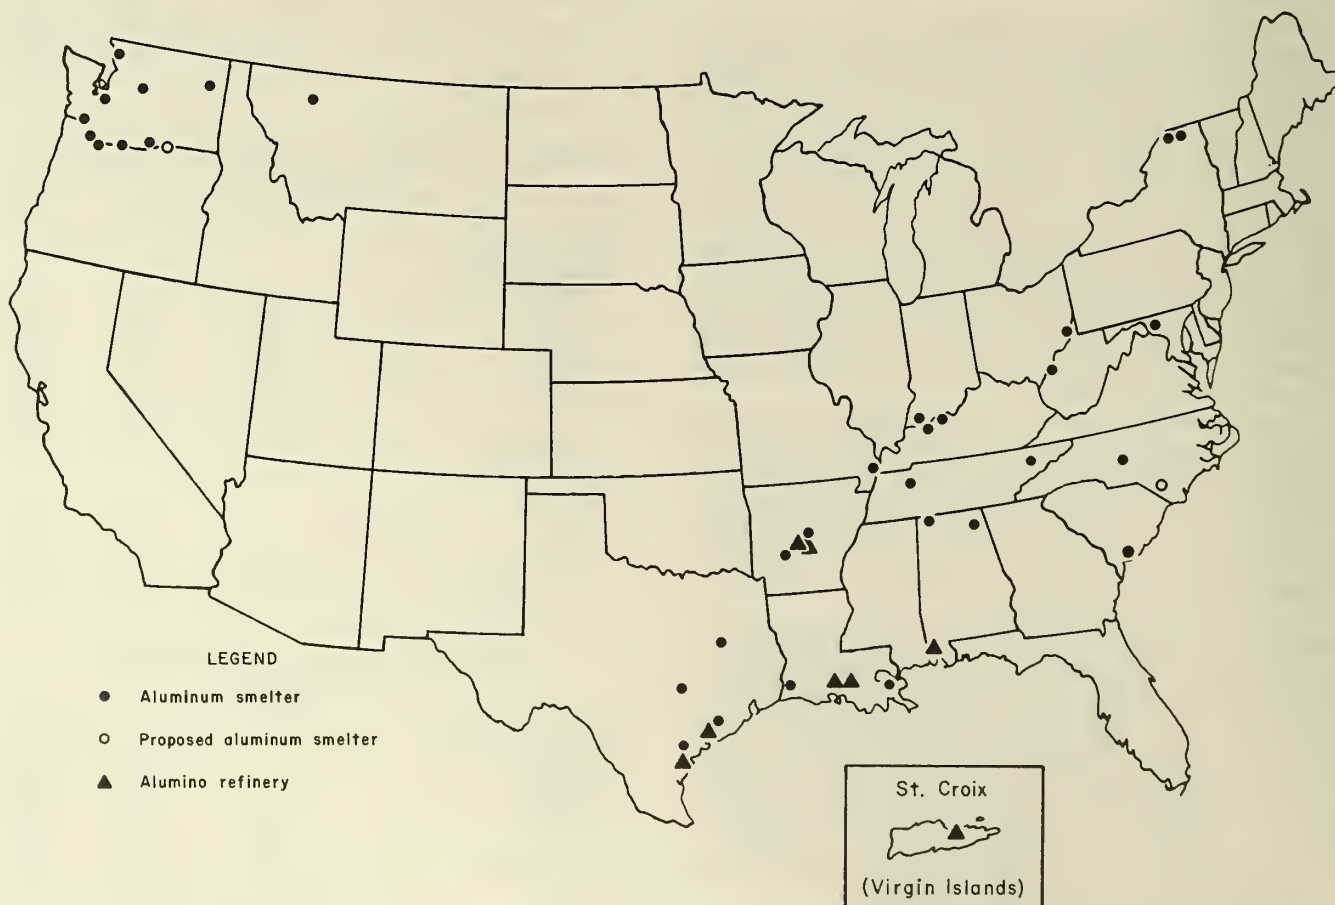 LEGEND
Aluminum smelter
Proposed aluminum smelter
Alumino refinery
St. Croix
(Virgin Islands)